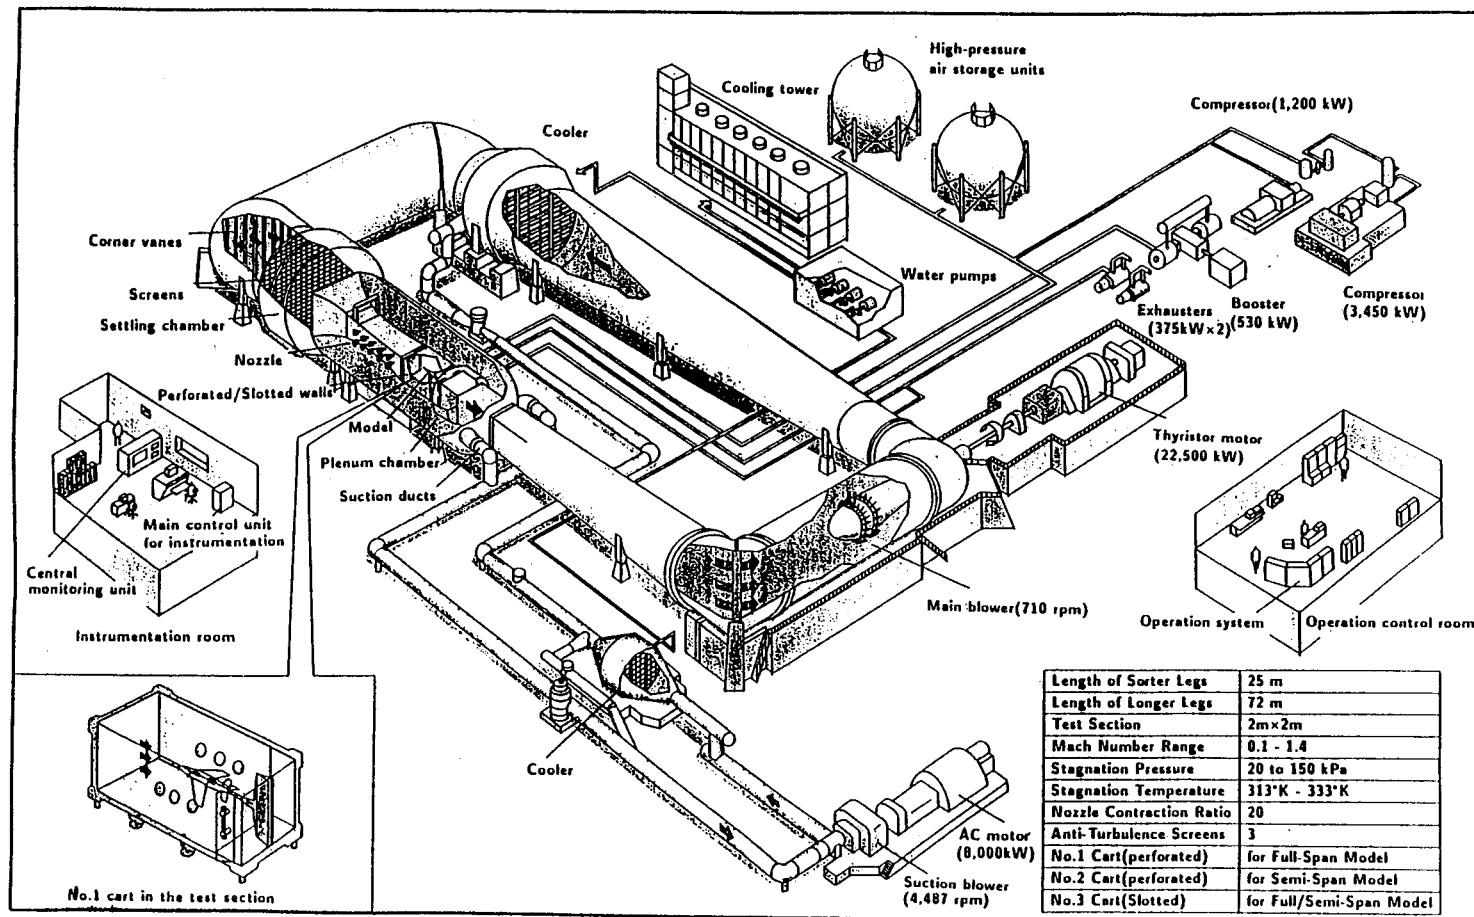 High-pressure
air storage units
Cooling tower
Compressor(1,200 kW)
Cooler
Corner vanes
Water pumps
Screens
Settling chamber
Compressor
(3,450 kW)
Booster
(530 kW)
Exhausters
(375kW×2)
Nozzle
Perforated/Slotted walls
Model
Plenum chamber
Suction ducts
Thyristor motor
(22,500 kW)
Main control unit
for instrumentation
Central
monitoring unit
Instrumentation room
Main blower(710 rpm)
Operation system
Operation control room
Cooler
AC motor
(8,000kW)
Suction blower
(4,487 rpm)
No.1 cart in the test section
Length of Sorter Legs 25 m
Length of Longer Legs 72 m
Test Section 2m×2m
Mach Number Range 0.1 - 1.4
Stagnation Pressure 20 to 150 kPa
Stagnation Temperature 313°K - 333°K
Nozzle Contraction Ratio 20
Anti-Turbulence Screens 3
No.1 Cart(perforated) for Full-Span Model
No.2 Cart(perforated) for Semi-Span Model
No.3 Cart(Slotted) for Full/Semi-Span Model